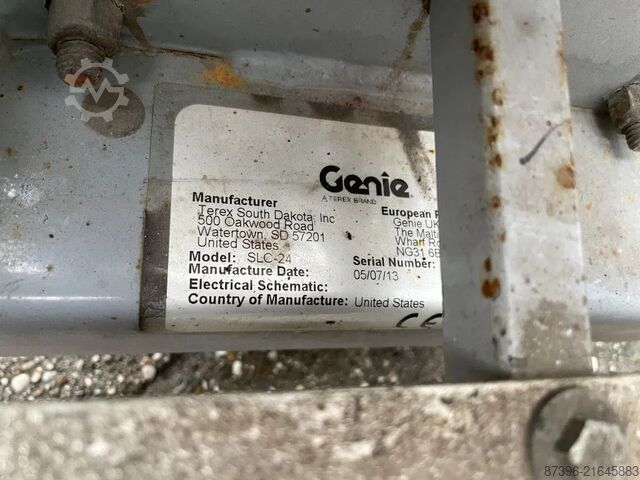 Genie
A TEREX BRAND
Manufacturer
Terex South Dakota, Inc
500 Oakwood Road
Watertown, SD 57201
United States
European
Genie UK
The
Wharf
NG31
Model: SLC-24
Serial Number:
Manufacture Date: 05/07/13
Electrical Schematic:
Country of Manufacture: United States
CE
87396-21645883